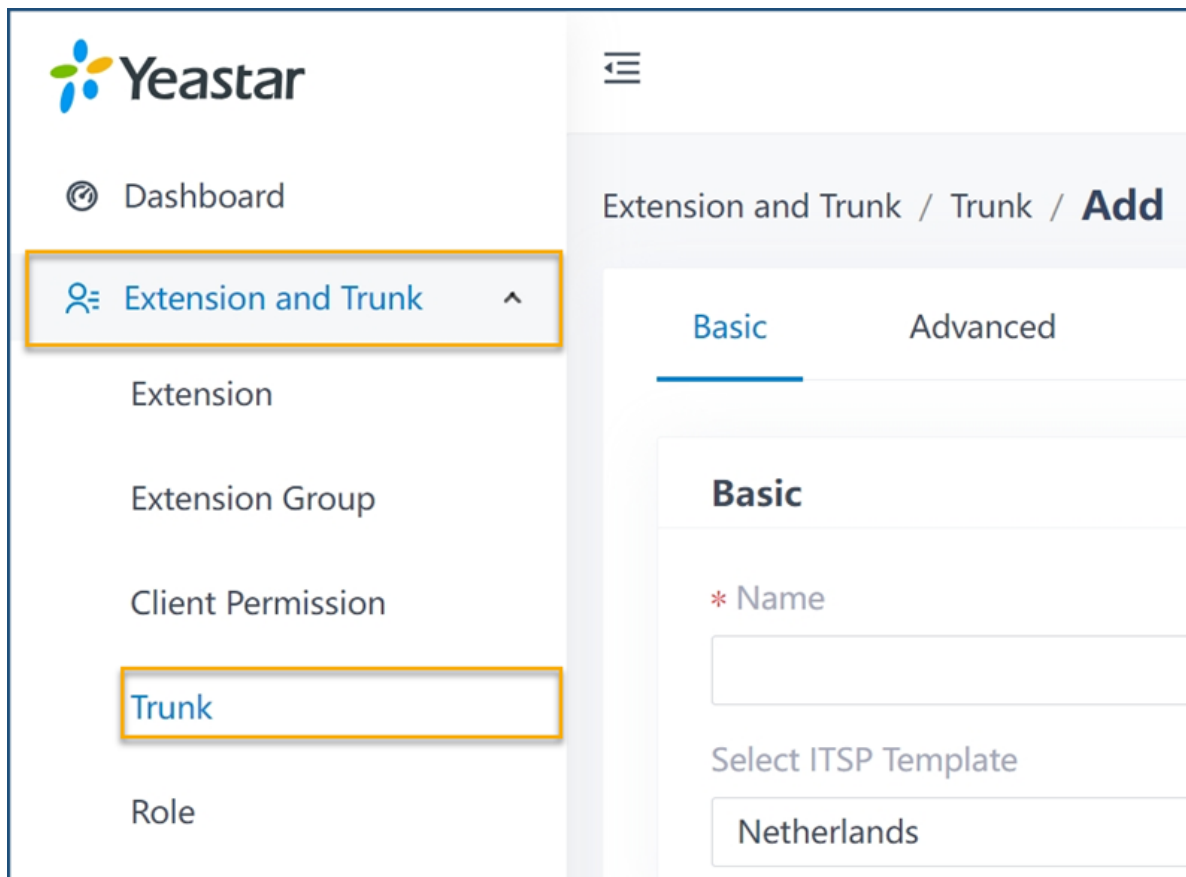 Yeastar
Dashboard
Extension and Trunk
Extension
Extension Group
Client Permission
Trunk
Role
Extension and Trunk / Trunk / Add
Basic
Advanced
Basic
* Name
Select ITSP Template
Netherlands